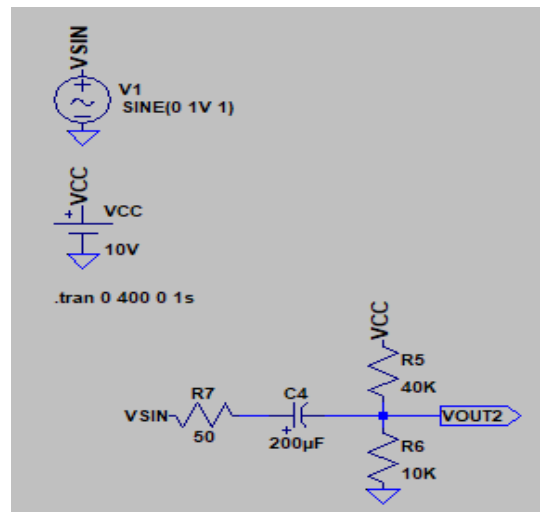 VSIN
V1
SINE(0 1V 1)
VCC
VCC
10V
.tran 0 400 0 1s
VCC
R5
40K
R7
C4
VSIN
VOUT2
50
200µF
R6
10K